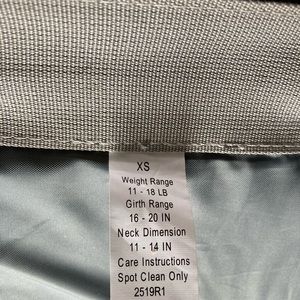 XS
Weight Range
11 - 18 LB
Girth Range
16 - 20 IN
Neck Dimension
11 - 14 IN
Care Instructions
Spot Clean Only
2519R1